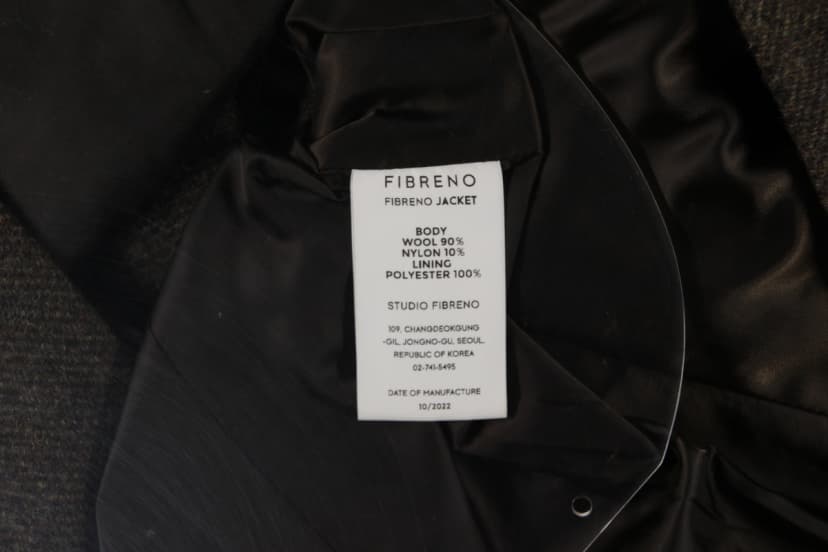 FIBRENO
FIBRENO JACKET
BODY
WOOL 90%
NYLON 10%
LINING
POLYESTER 100%
STUDIO FIBRENO
109, CHANGDEOKGUNG
-GIL, JONGNO-GU, SEOUL,
REPUBLIC OF KOREA
02-741-5495
DATE OF MANUFACTURE
10/2022